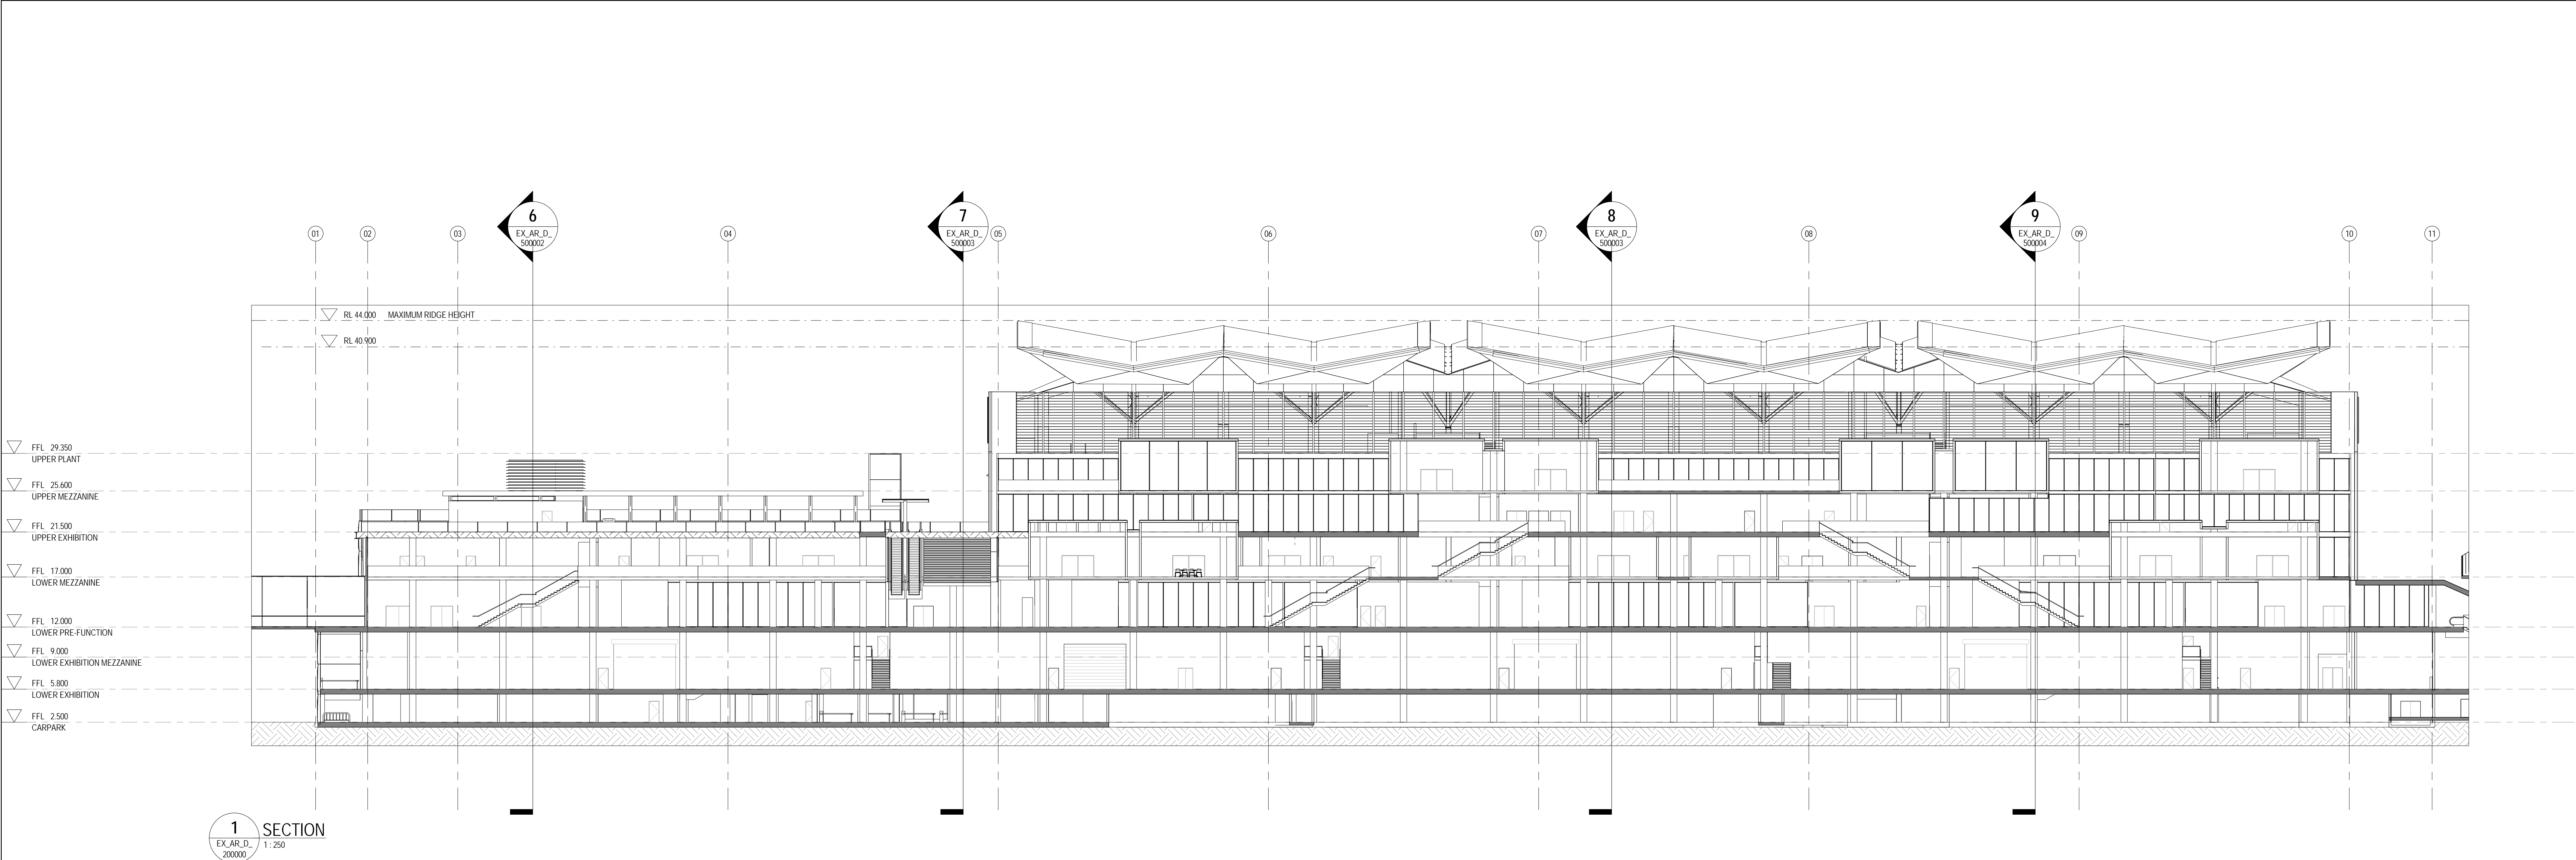 6
EX_AR_D_
500002
7
EX_AR_D_
500003
8
EX_AR_D_
500003
9
EX_AR_D_
500004
01
02
03
04
05
06
07
08
09
10
11
RL 44.000 MAXIMUM RIDGE HEIGHT
RL 40.900
FFL 29.350
UPPER PLANT
FFL 25.600
UPPER MEZZANINE
FFL 21.500
UPPER EXHIBITION
FFL 17.000
LOWER MEZZANINE
FFL 12.000
LOWER PRE-FUNCTION
FFL 9.000
LOWER EXHIBITION MEZZANINE
FFL 5.800
LOWER EXHIBITION
FFL 2.500
CARPARK
1
EX_AR_D_
200000
SECTION
1 : 250